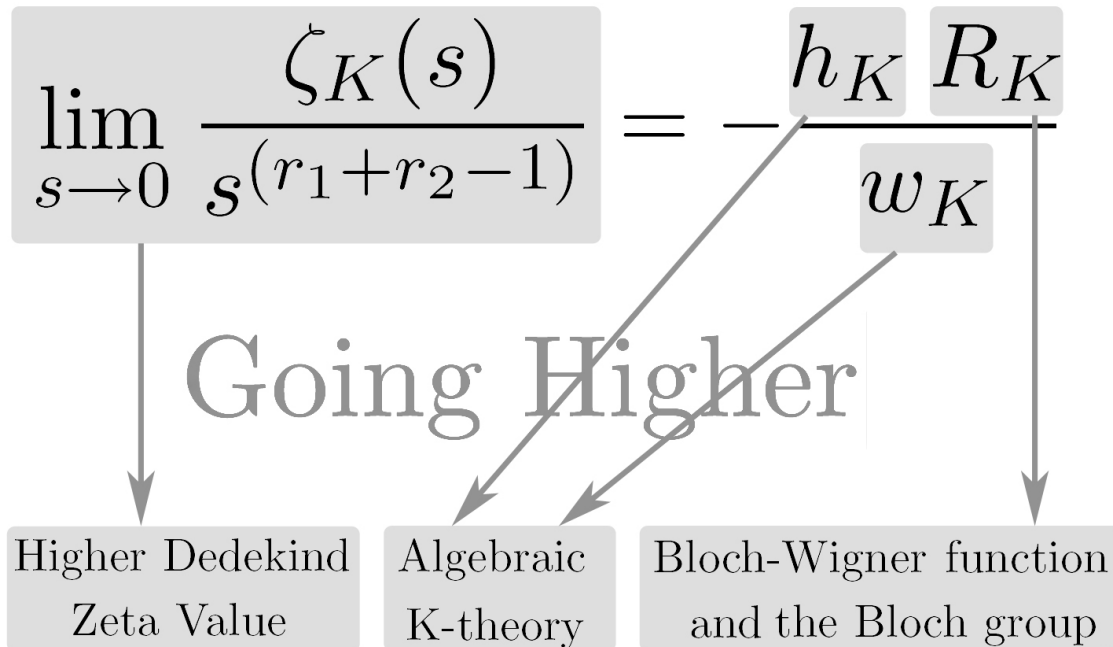 lim s→0 ζ_K(s) / s^(r_1+r_2−1) = − h_K R_K / w_K
Going Higher
Higher Dedekind
Zeta Value
Algebraic
K-theory
Bloch-Wigner function
and the Bloch group